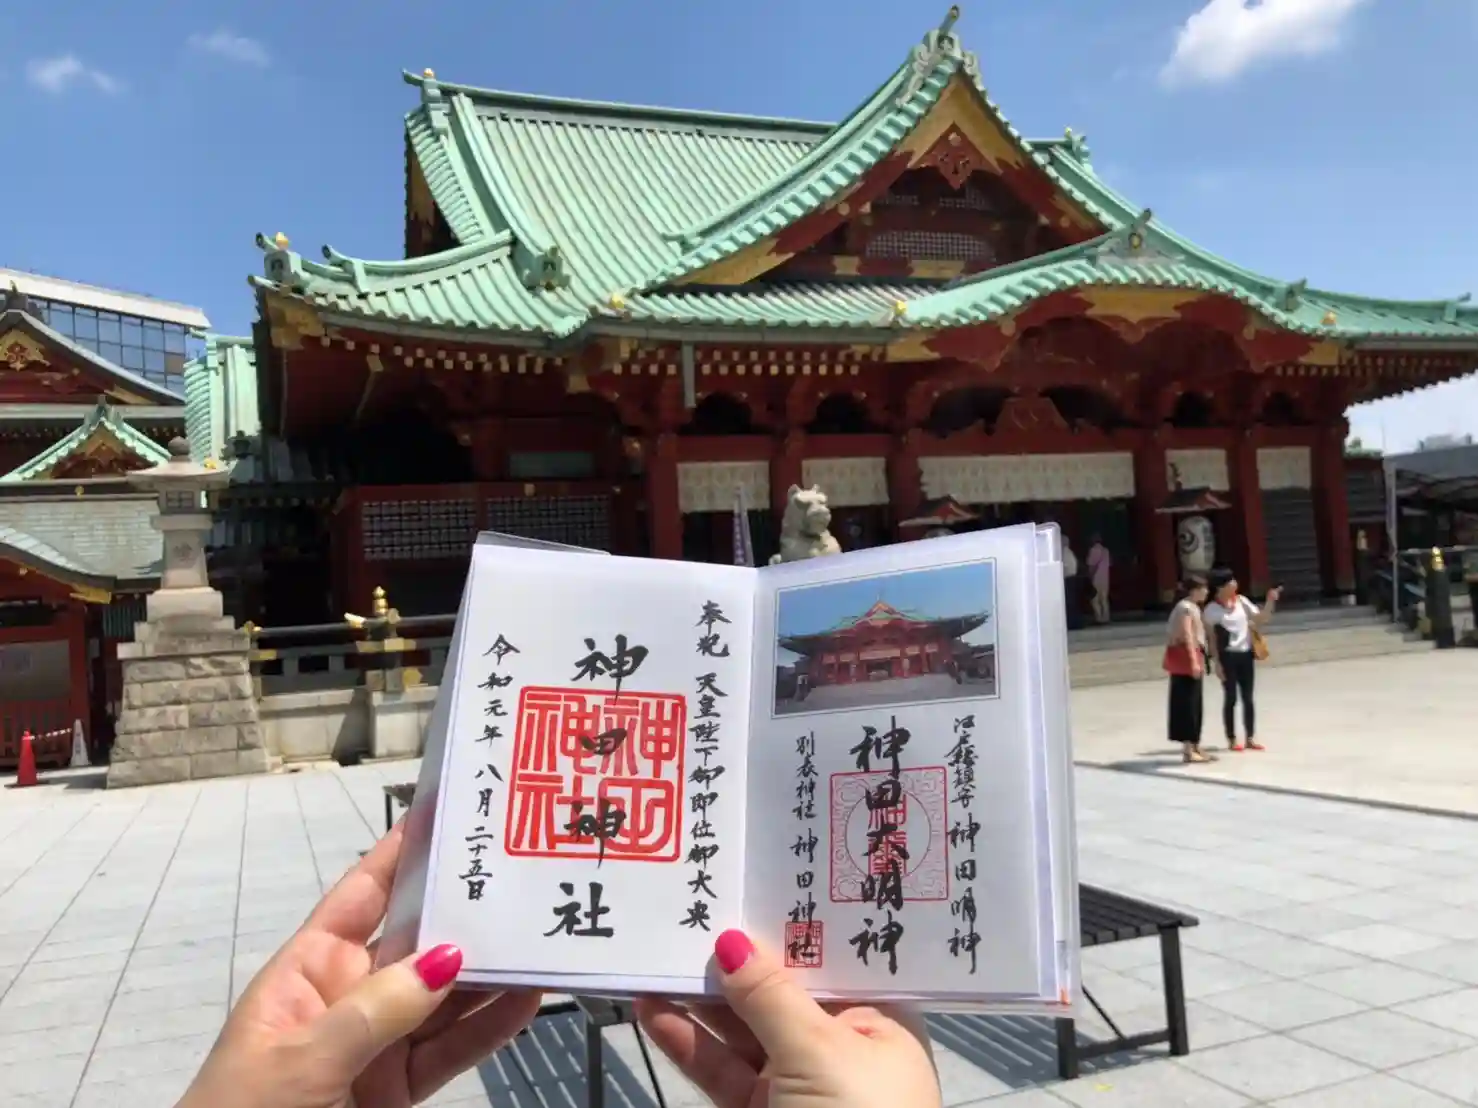 奉祝 天皇陛下御即位御大典
神田神社
神田神社
令和元年八月二十五日
江戸総鎮守 神田明神
神田大明神
別表神社 神田神社